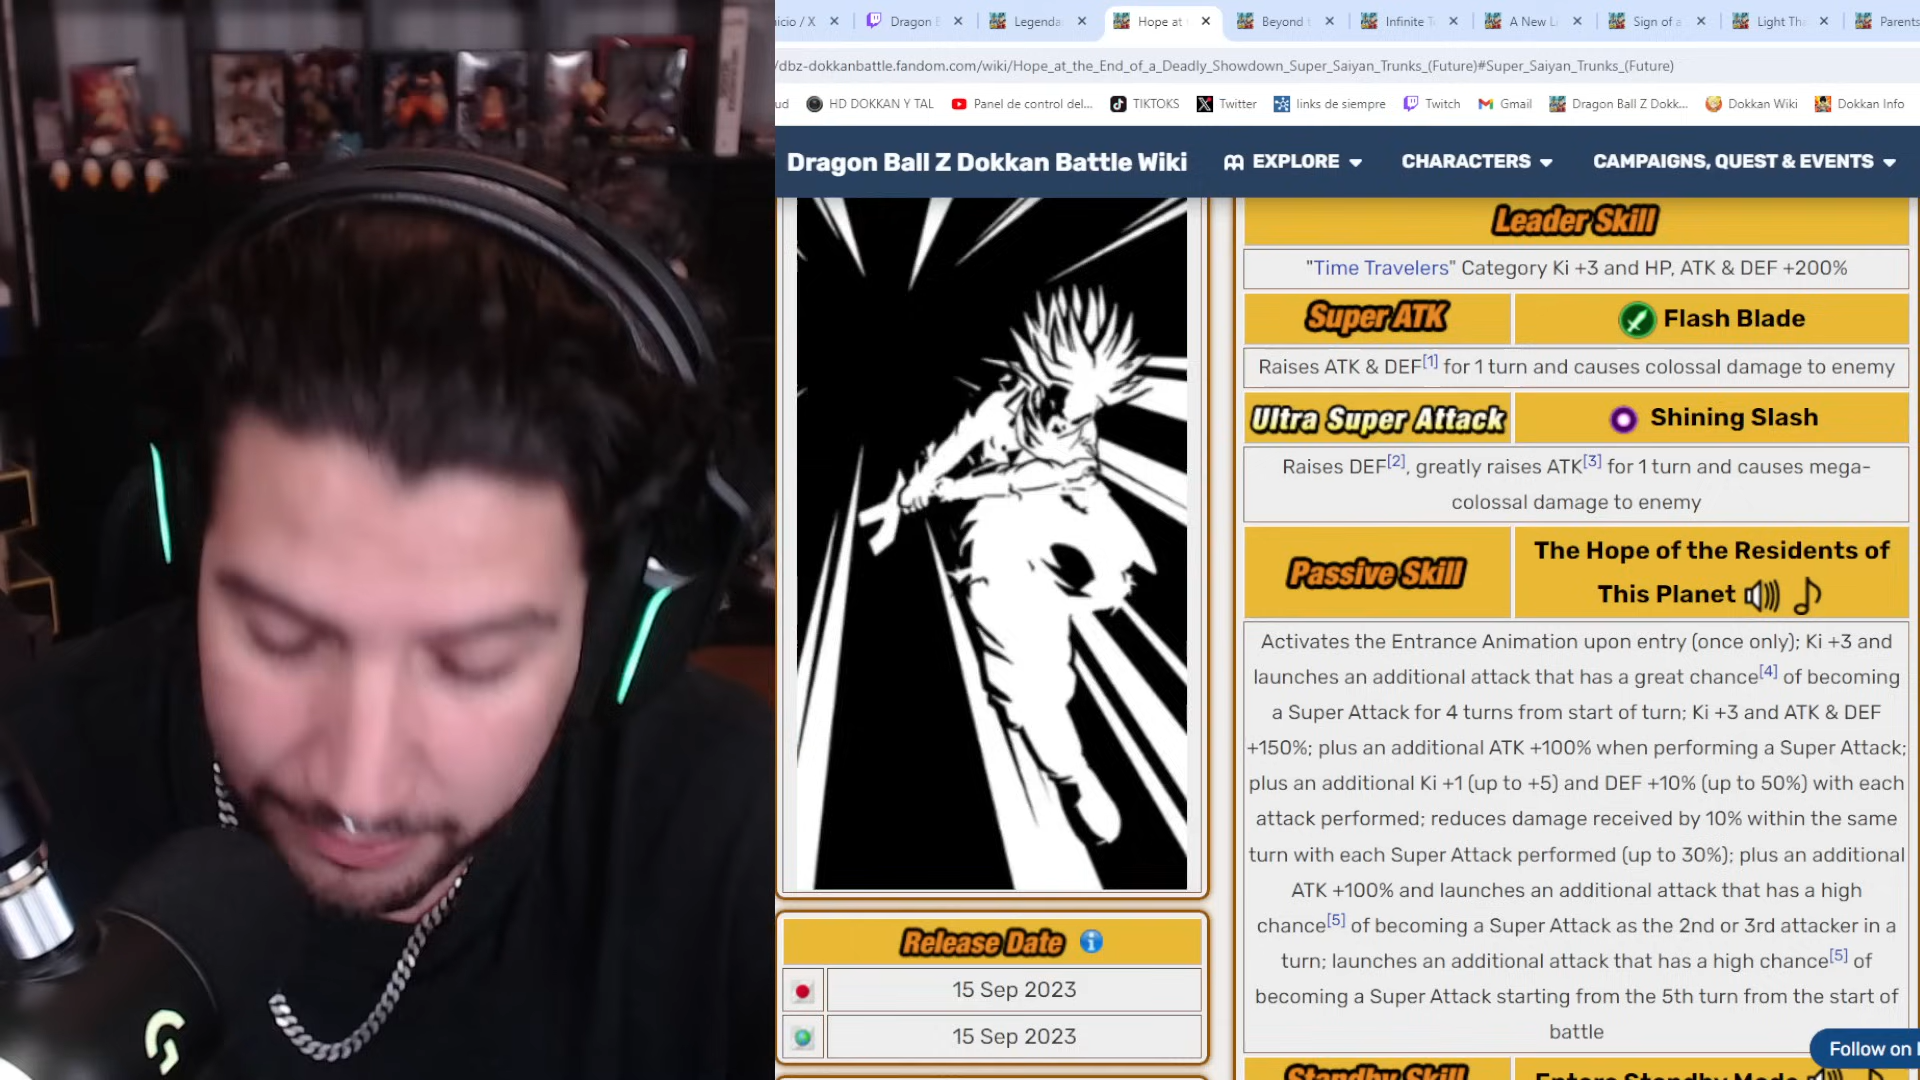 nicio / X
Dragon B
Legenda
Hope at
Beyond t
Infinite T
A New L
Sign of a
Light Th
Parents
/dbz-dokkanbattle.fandom.com/wiki/Hope_at_the_End_of_a_Deadly_Showdown_Super_Saiyan_Trunks_(Future)#Super_Saiyan_Trunks_(Future)
ud HD DOKKAN Y TAL Panel de control del... TIKTOKS Twitter links de siempre Twitch Gmail Dragon Ball Z Dokk... Dokkan Wiki Dokkan Info
Dragon Ball Z Dokkan Battle Wiki EXPLORE CHARACTERS CAMPAIGNS, QUEST & EVENTS
Leader Skill
"Time Travelers" Category Ki +3 and HP, ATK & DEF +200%
Super ATK
Flash Blade
Raises ATK & DEF[1] for 1 turn and causes colossal damage to enemy
Ultra Super Attack
Shining Slash
Raises DEF[2], greatly raises ATK[3] for 1 turn and causes mega-
colossal damage to enemy
Passive Skill
The Hope of the Residents of
This Planet
Activates the Entrance Animation upon entry (once only); Ki +3 and
launches an additional attack that has a great chance[4] of becoming
a Super Attack for 4 turns from start of turn; Ki +3 and ATK & DEF
+150%; plus an additional ATK +100% when performing a Super Attack;
plus an additional Ki +1 (up to +5) and DEF +10% (up to 50%) with each
attack performed; reduces damage received by 10% within the same
turn with each Super Attack performed (up to 30%); plus an additional
ATK +100% and launches an additional attack that has a high
chance[5] of becoming a Super Attack as the 2nd or 3rd attacker in a
turn; launches an additional attack that has a high chance[5] of
becoming a Super Attack starting from the 5th turn from the start of
battle
Release Date
15 Sep 2023
15 Sep 2023
Standby Skill
Enters Standby Mode
Follow on